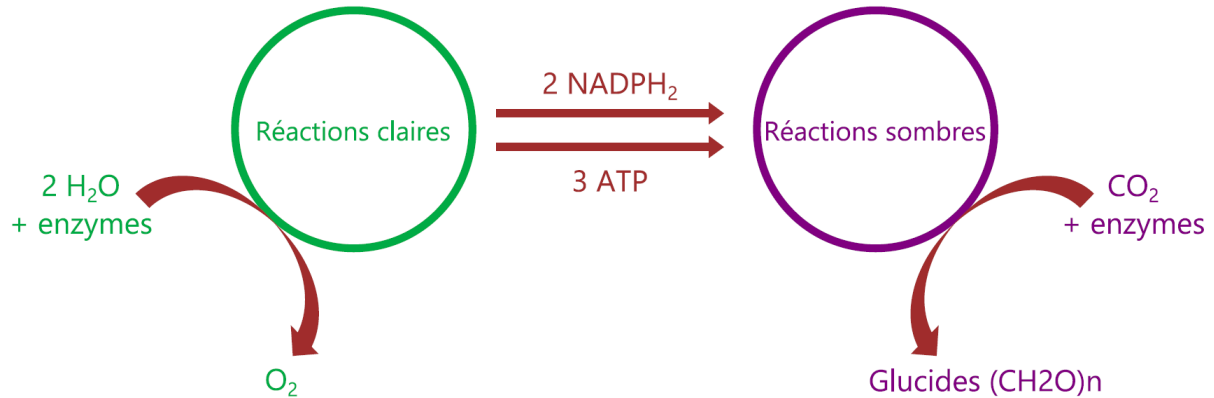 2 NADPH₂
Réactions claires
Réactions sombres
3 ATP
2 H₂O
+ enzymes
CO₂
+ enzymes
O₂
Glucides (CH2O)n